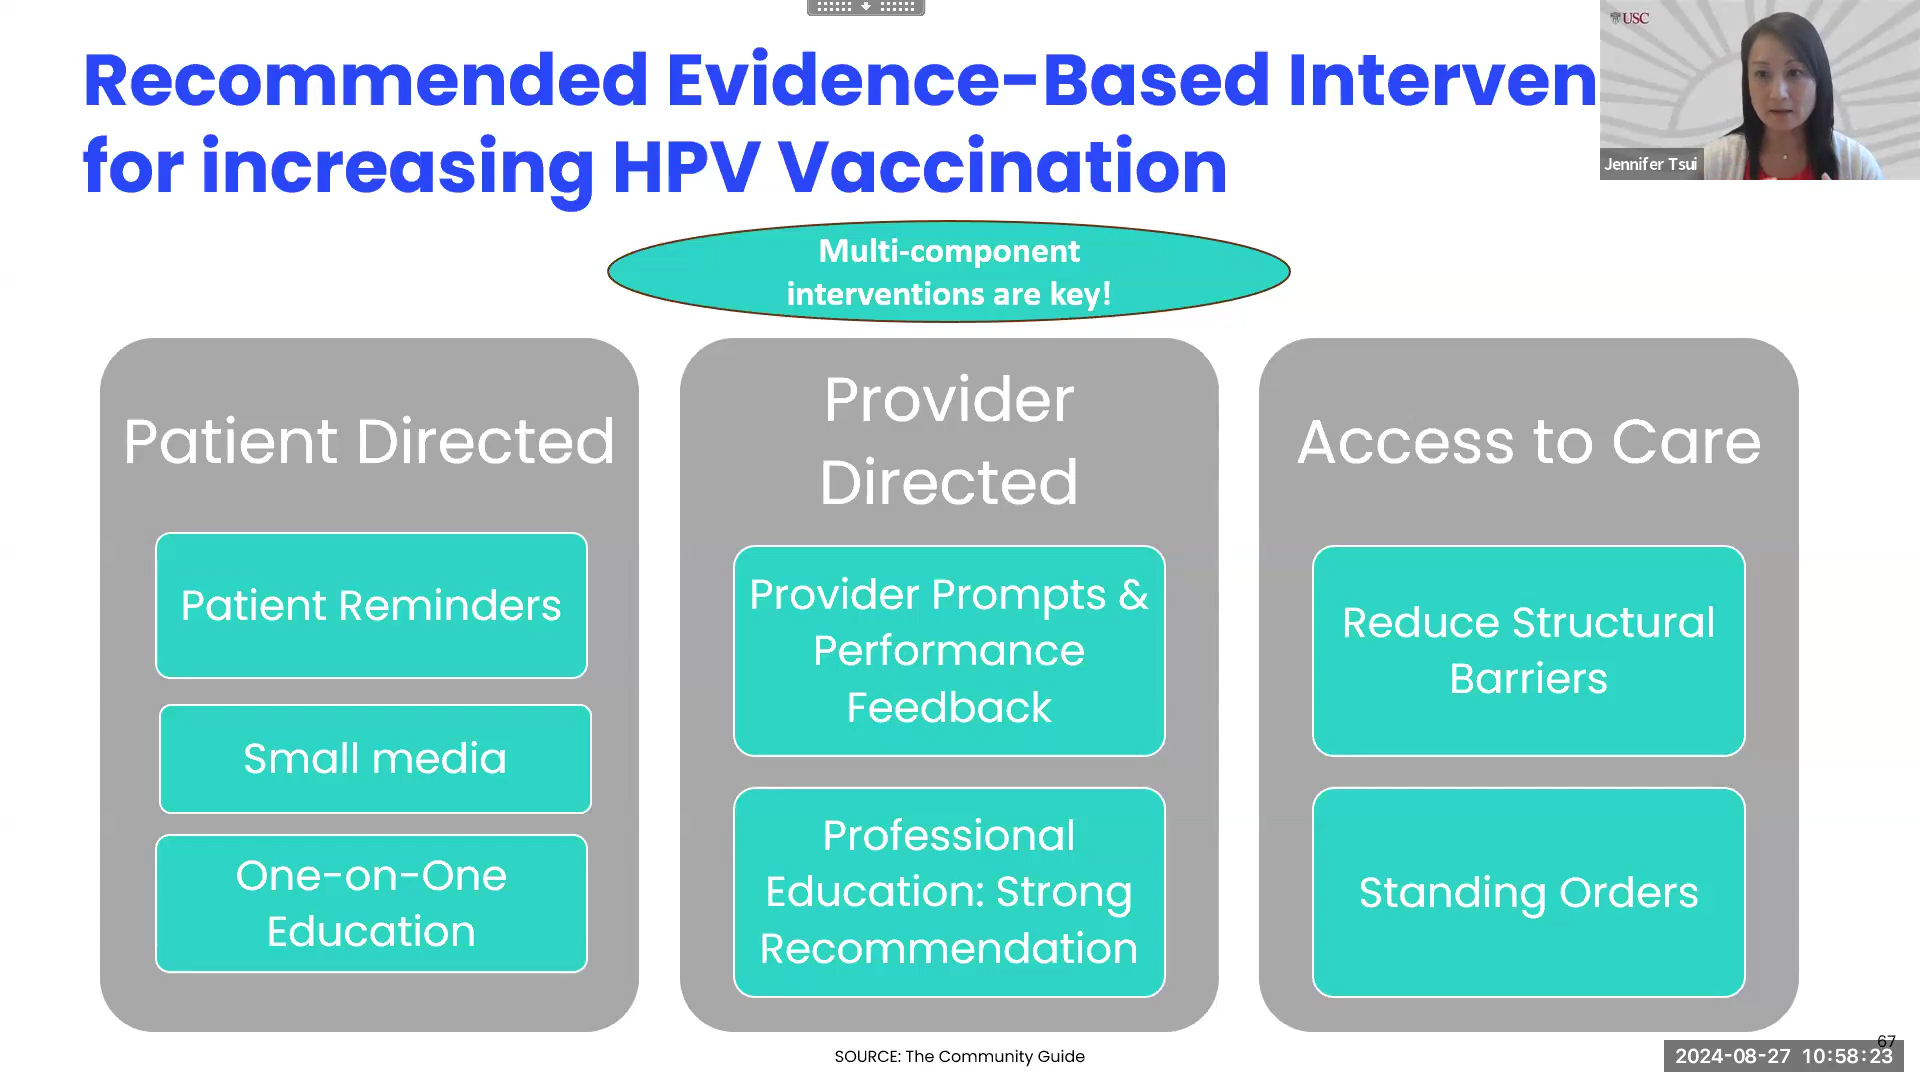 Recommended Evidence-Based Interven
for increasing HPV Vaccination
USC
Jennifer Tsui
Multi-component
interventions are key!
Patient Directed
Patient Reminders
Small media
One-on-One
Education
Provider
Directed
Provider Prompts &
Performance
Feedback
Professional
Education: Strong
Recommendation
Access to Care
Reduce Structural
Barriers
Standing Orders
SOURCE: The Community Guide
67
2024-08-27 10:58:23